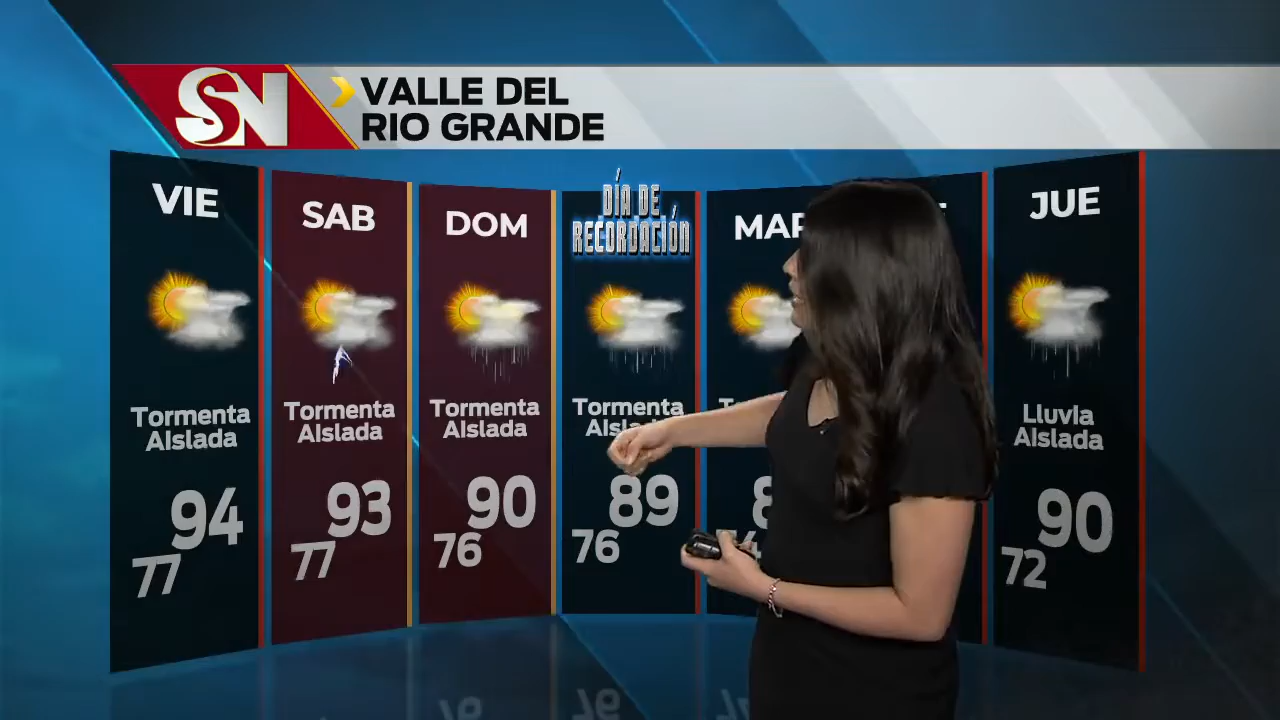 SN
VALLE DEL
RIO GRANDE
VIE
Tormenta
Aislada
94
77
SAB
Tormenta
Aislada
93
77
DOM
Tormenta
Aislada
90
76
DÍA DE
RECORDACIÓN
Tormenta
89
76
MAR
JUE
Lluvia
Aislada
90
72